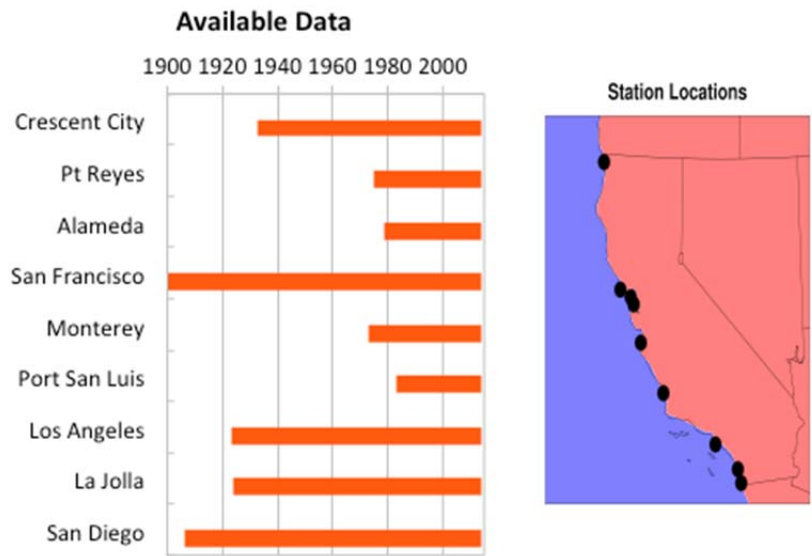 Available Data
1900 1920 1940 1960 1980 2000
Crescent City
Pt Reyes
Alameda
San Francisco
Monterey
Port San Luis
Los Angeles
La Jolla
San Diego
Station Locations